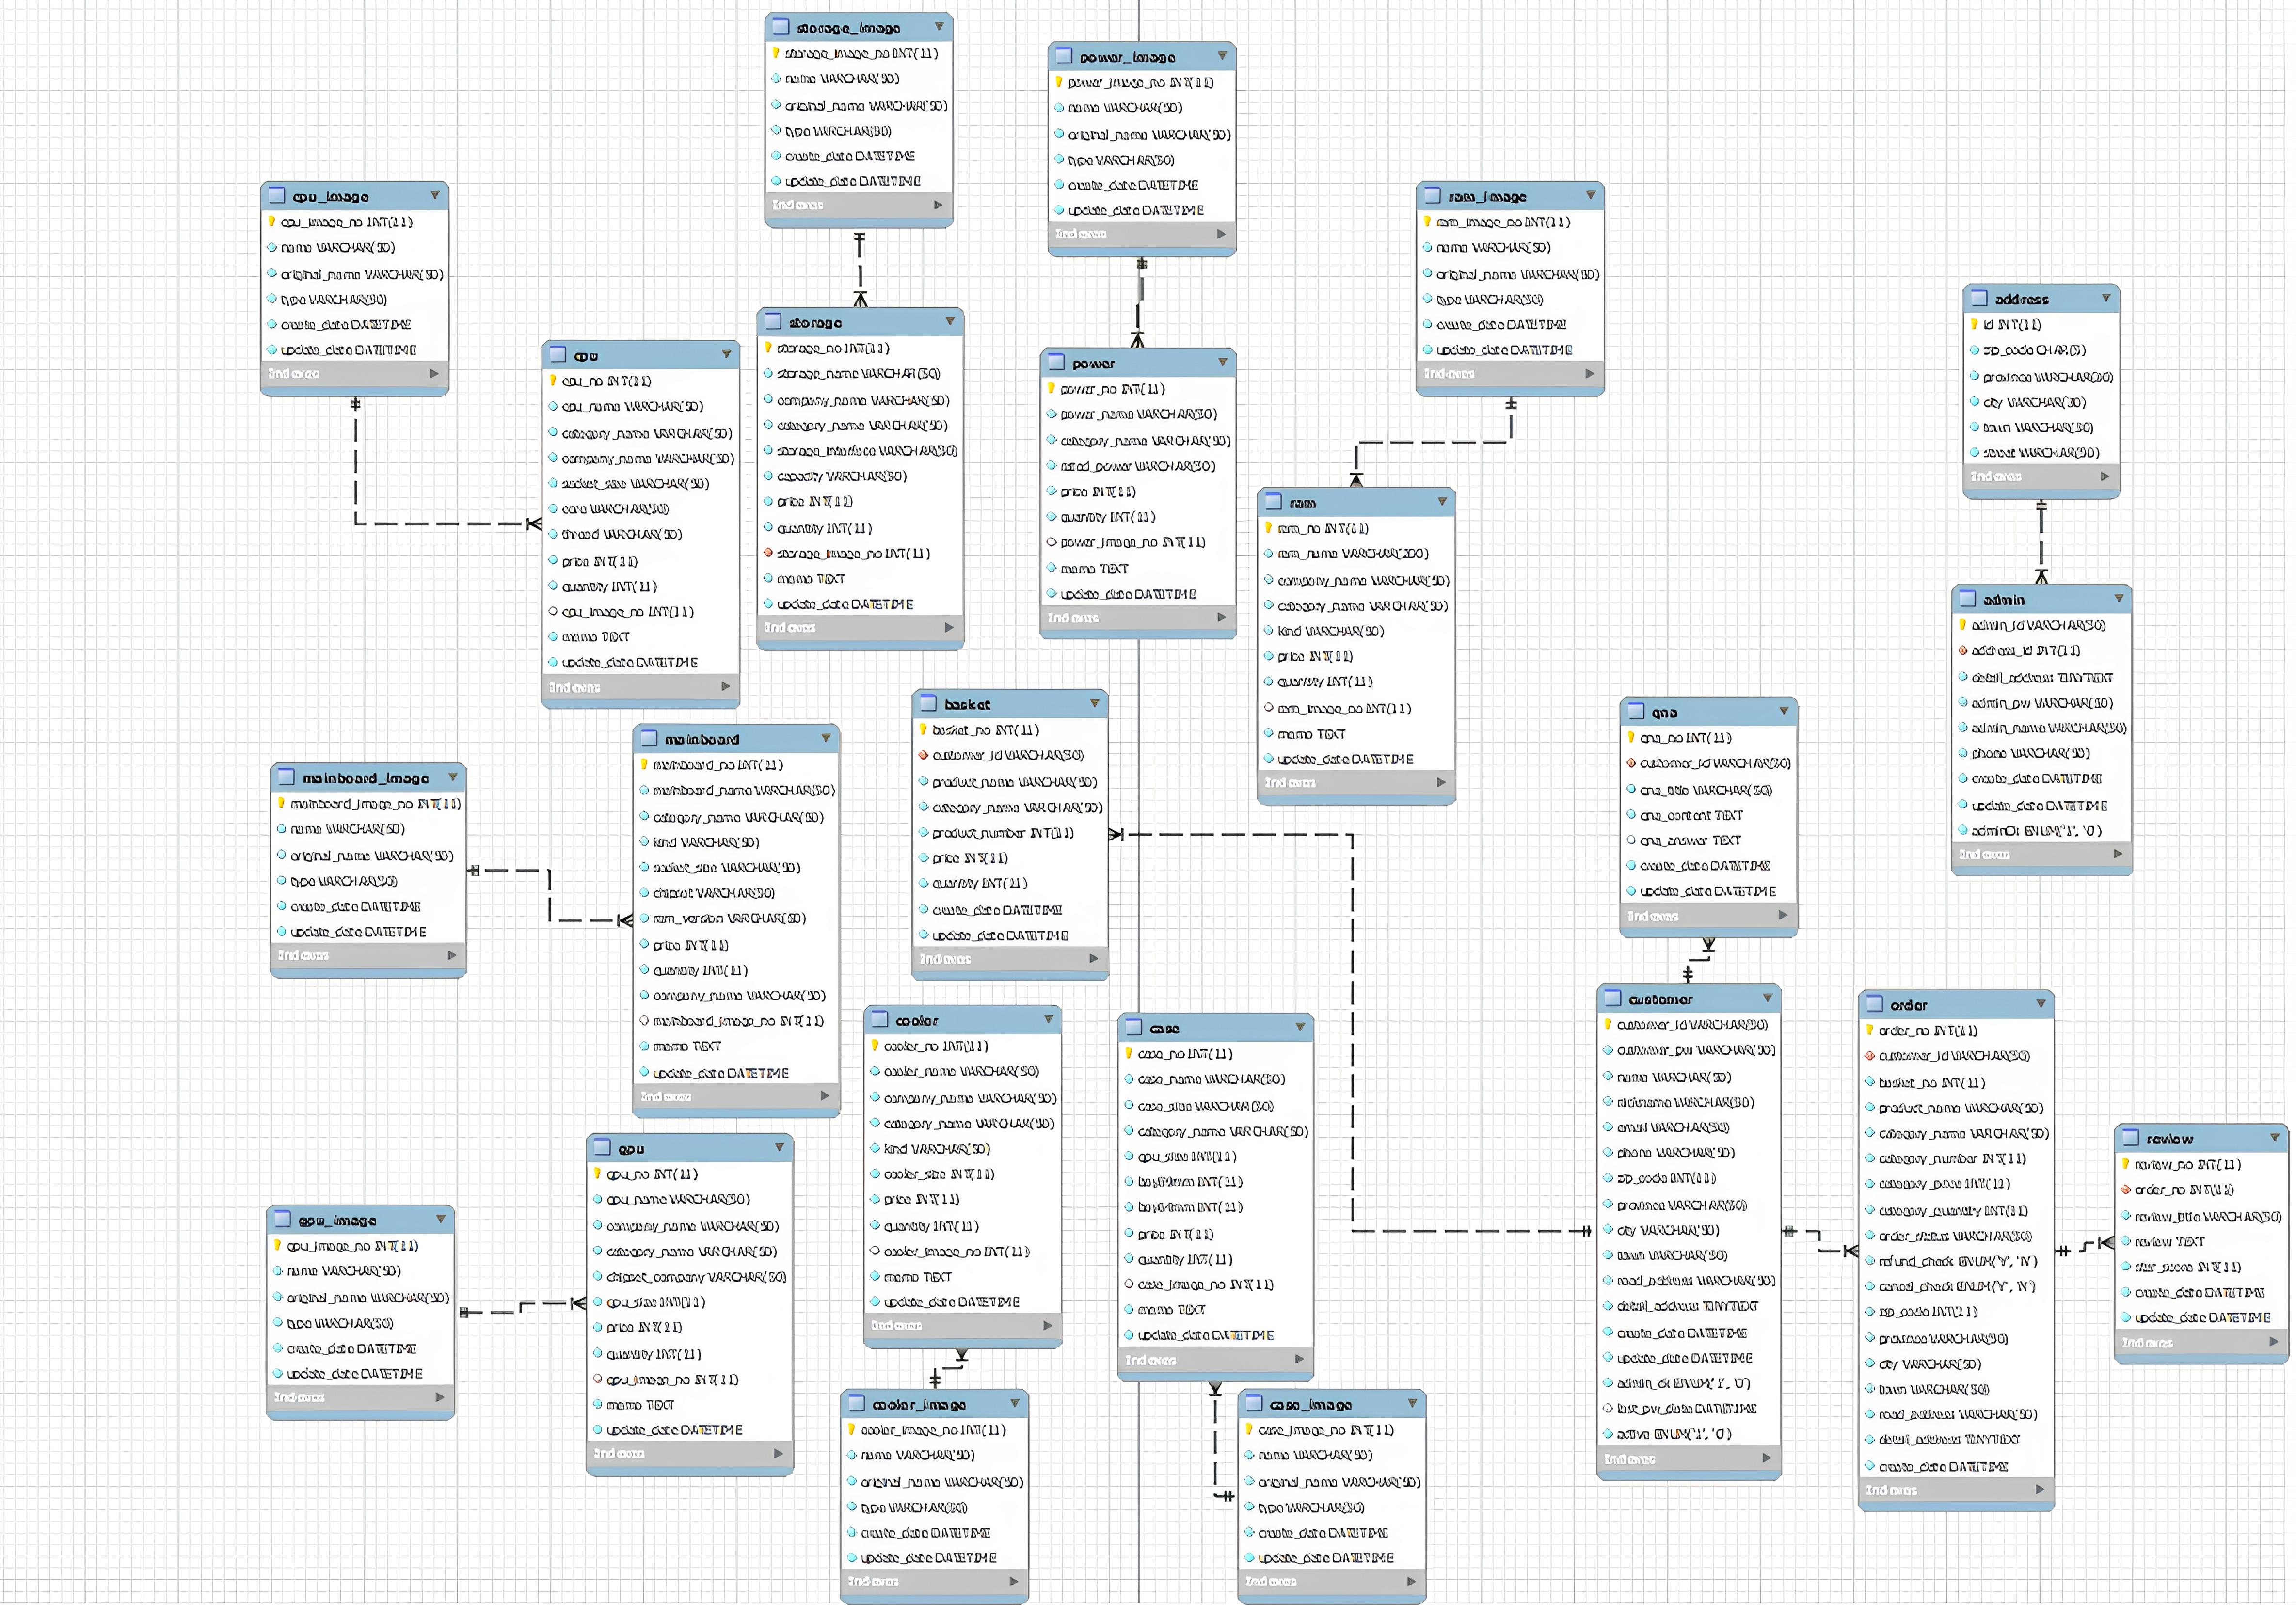 storage_image
storage_image_no INT(11)
name VARCHAR(50)
original_name VARCHAR(50)
type VARCHAR(50)
create_date DATETIME
update_date DATETIME
Indexes
power_image
power_image_no INT(11)
name VARCHAR(50)
original_name VARCHAR(50)
type VARCHAR(50)
create_date DATETIME
update_date DATETIME
Indexes
cpu_image
cpu_image_no INT(11)
name VARCHAR(50)
original_name VARCHAR(50)
type VARCHAR(50)
create_date DATETIME
update_date DATETIME
Indexes
ram_image
ram_image_no INT(11)
name VARCHAR(50)
original_name VARCHAR(50)
type VARCHAR(50)
create_date DATETIME
update_date DATETIME
Indexes
address
id INT(11)
zip_code CHAR(5)
province VARCHAR(50)
city VARCHAR(50)
town VARCHAR(50)
street VARCHAR(50)
Indexes
cpu
cpu_no INT(11)
cpu_name VARCHAR(50)
category_name VARCHAR(50)
company_name VARCHAR(50)
socket_size VARCHAR(50)
core VARCHAR(50)
thread VARCHAR(50)
price INT(11)
quantity INT(11)
cpu_image_no INT(11)
memo TEXT
update_date DATETIME
Indexes
storage
storage_no INT(11)
storage_name VARCHAR(50)
company_name VARCHAR(50)
category_name VARCHAR(50)
storage_interface VARCHAR(50)
capacity VARCHAR(50)
price INT(11)
quantity INT(11)
storage_image_no INT(11)
memo TEXT
update_date DATETIME
Indexes
power
power_no INT(11)
power_name VARCHAR(50)
category_name VARCHAR(50)
rated_power VARCHAR(50)
price INT(11)
quantity INT(11)
power_image_no INT(11)
memo TEXT
update_date DATETIME
Indexes
ram
ram_no INT(11)
ram_name VARCHAR(200)
company_name VARCHAR(50)
category_name VARCHAR(50)
kind VARCHAR(50)
price INT(11)
quantity INT(11)
ram_image_no INT(11)
memo TEXT
update_date DATETIME
Indexes
admin
admin_id VARCHAR(50)
address_id INT(11)
detail_address TINYTEXT
admin_pw VARCHAR(50)
admin_name VARCHAR(50)
phone VARCHAR(50)
create_date DATETIME
update_date DATETIME
ENUM('1', '0')
Indexes
mainboard_image
mainboard_image_no INT(11)
name VARCHAR(50)
original_name VARCHAR(50)
type VARCHAR(50)
create_date DATETIME
update_date DATETIME
Indexes
mainboard
mainboard_no INT(11)
mainboard_name VARCHAR(50)
category_name VARCHAR(50)
kind VARCHAR(50)
socket_size VARCHAR(50)
chipset VARCHAR(50)
ram_version VARCHAR(50)
price INT(11)
quantity INT(11)
company_name VARCHAR(50)
mainboard_image_no INT(11)
memo TEXT
update_date DATETIME
Indexes
basket
basket_no INT(11)
customer_id VARCHAR(50)
product_name VARCHAR(50)
category_name VARCHAR(50)
product_number INT(11)
price INT(11)
quantity INT(11)
create_date DATETIME
update_date DATETIME
Indexes
qna
qna_no INT(11)
customer_id VARCHAR(50)
qna_title VARCHAR(50)
qna_content TEXT
qna_answer TEXT
create_date DATETIME
update_date DATETIME
Indexes
gpu_image
gpu_image_no INT(11)
name VARCHAR(50)
original_name VARCHAR(50)
type VARCHAR(50)
create_date DATETIME
update_date DATETIME
Indexes
gpu
gpu_no INT(11)
gpu_name VARCHAR(50)
company_name VARCHAR(50)
category_name VARCHAR(50)
chipset_company VARCHAR(50)
gpu_size INT(11)
price INT(11)
quantity INT(11)
gpu_image_no INT(11)
memo TEXT
update_date DATETIME
Indexes
cooler
cooler_no INT(11)
cooler_name VARCHAR(50)
company_name VARCHAR(50)
category_name VARCHAR(50)
kind VARCHAR(50)
cooler_size INT(11)
price INT(11)
quantity INT(11)
cooler_image_no INT(11)
memo TEXT
update_date DATETIME
Indexes
case
case_no INT(11)
case_name VARCHAR(50)
case_size VARCHAR(50)
category_name VARCHAR(50)
gpu_size INT(11)
INT(11)
INT(11)
price INT(11)
quantity INT(11)
case_image_no INT(11)
memo TEXT
update_date DATETIME
Indexes
cooler_image
cooler_image_no INT(11)
name VARCHAR(50)
original_name VARCHAR(50)
type VARCHAR(50)
create_date DATETIME
update_date DATETIME
Indexes
case_image
case_image_no INT(11)
name VARCHAR(50)
original_name VARCHAR(50)
type VARCHAR(50)
create_date DATETIME
update_date DATETIME
Indexes
customer
customer_id VARCHAR(50)
customer_pw VARCHAR(50)
name VARCHAR(50)
nickname VARCHAR(50)
email VARCHAR(50)
phone VARCHAR(50)
zip_code INT(11)
province VARCHAR(50)
city VARCHAR(50)
town VARCHAR(50)
road_address VARCHAR(50)
detail_address TINYTEXT
create_date DATETIME
update_date DATETIME
admin_ck ENUM('1', '0')
last_pw_date DATETIME
active ENUM('1', '0')
Indexes
order
order_no INT(11)
customer_id VARCHAR(50)
basket_no INT(11)
product_name VARCHAR(50)
category_name VARCHAR(50)
category_number INT(11)
category_price INT(11)
category_quantity INT(11)
order_status VARCHAR(50)
refund_check ENUM('Y', 'N')
cancel_check ENUM('Y', 'N')
zip_code INT(11)
province VARCHAR(50)
city VARCHAR(50)
town VARCHAR(50)
road_address VARCHAR(50)
detail_address TINYTEXT
create_date DATETIME
Indexes
review
review_no INT(11)
order_no INT(11)
review_title VARCHAR(50)
review TEXT
star_score INT(11)
create_date DATETIME
update_date DATETIME
Indexes